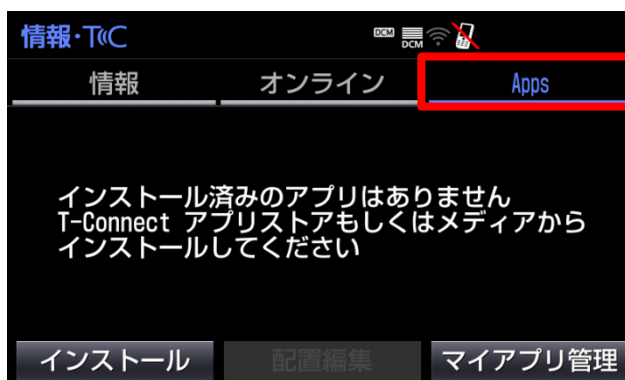 情報・T((C
DCM
DCM
情報
オンライン
Apps
インストール済みのアプリはありません
T-Connect アプリストアもしくはメディアから
インストールしてください
インストール
配置編集
マイアプリ管理